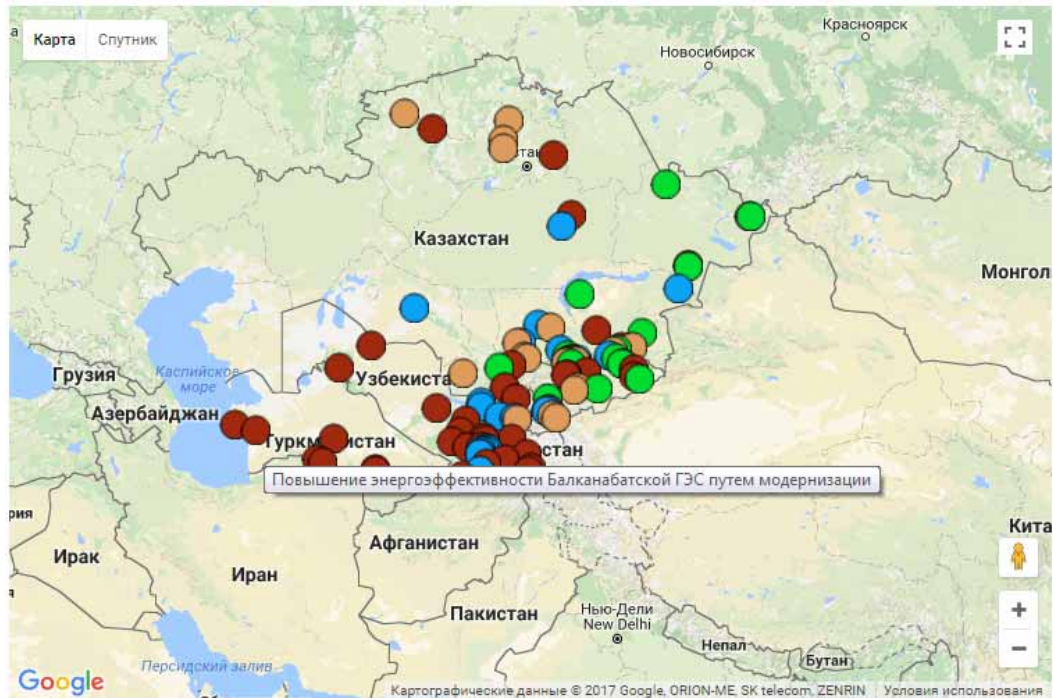 Карта
Спутник
Красноярск
Новосибирск
Казахстан
Монгол
Грузия
Каспийское
море
Узбекиста
Азербайджан
Туркм
истан
стан
Повышение энергоэффективности Балканабатской ГЭС путем модернизации
рия
Ирак
Иран
Афганистан
Кита
Пакистан
Нью-Дели
New Delhi
Непал
Бутан
Персидский залив
Google
Картографические данные © 2017 Google, ORION-ME, SK telecom, ZENRIN
Условия использования